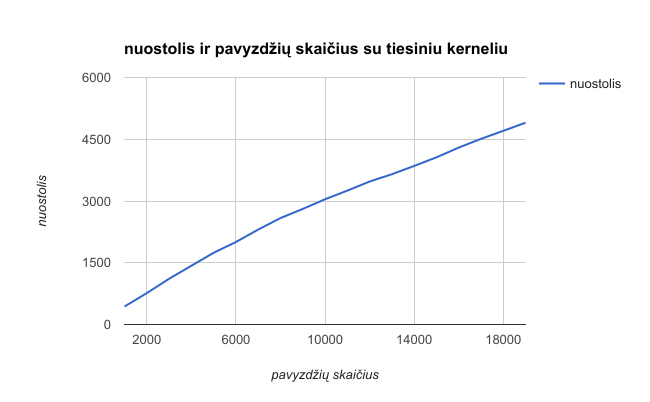 nuostolis ir pavyzdžių skaičius su tiesiniu kerneliu
nuostolis
6000
4500
3000
1500
0
nuostolis
2000
6000
10000
14000
18000
pavyzdžių skaičius